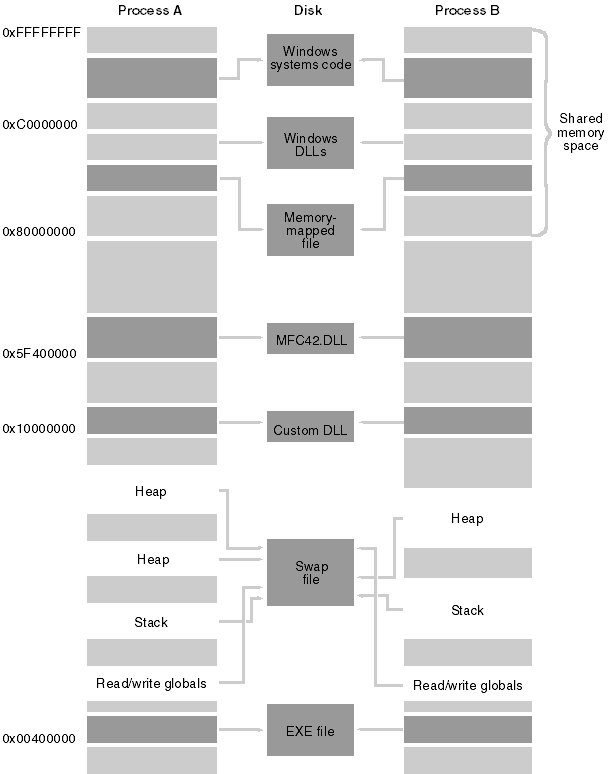 Process A
Disk
Process B
0xFFFFFFFF
Windows
systems code
0xC0000000
Shared
memory
space
Windows
DLLs
Memory-
mapped
file
0x80000000
MFC42.DLL
0x5F400000
Custom DLL
0x10000000
Heap
Heap
Heap
Swap
file
Stack
Stack
Read/write globals
Read/write globals
EXE file
0x00400000